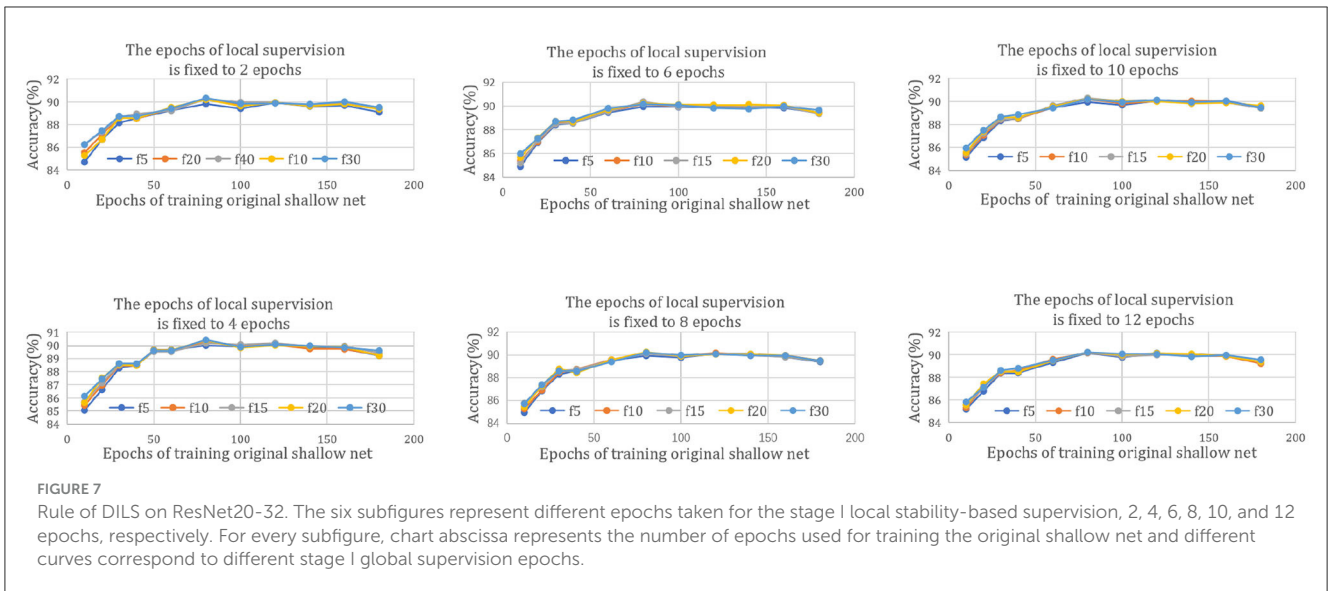 The epochs of local supervision
is fixed to 2 epochs
Accuracy(%)
92
90
88
86
84
f5 f20 f40 f10 f30
0 50 100 150 200
Epochs of training original shallow net
The epochs of local supervision
is fixed to 6 epochs
Accuracy(%)
92
90
88
86
84
f5 f10 f15 f20 f30
0 50 100 150 200
Epochs of training original shallow net
The epochs of local supervision
is fixed to 10 epochs
Accuracy(%)
92
90
88
86
84
f5 f10 f15 f20 f30
0 50 100 150 200
Epochs of training original shallow net
The epochs of local supervision
is fixed to 4 epochs
Accuracy(%)
91
90
89
88
87
86
85
84
f5 f10 f15 f20 f30
0 50 100 150 200
Epochs of training original shallow net
The epochs of local supervision
is fixed to 8 epochs
Accuracy(%)
92
90
88
86
84
f5 f10 f15 f20 f30
0 50 100 150 200
Epochs of training original shallow net
The epochs of local supervision
is fixed to 12 epochs
Accuracy(%)
92
90
88
86
84
f5 f10 f15 f20 f30
0 50 100 150 200
Epochs of training original shallow net
FIGURE 7
Rule of DILS on ResNet20-32. The six subfigures represent different epochs taken for the stage I local stability-based supervision, 2, 4, 6, 8, 10, and 12
epochs, respectively. For every subfigure, chart abscissa represents the number of epochs used for training the original shallow net and different
curves correspond to different stage I global supervision epochs.